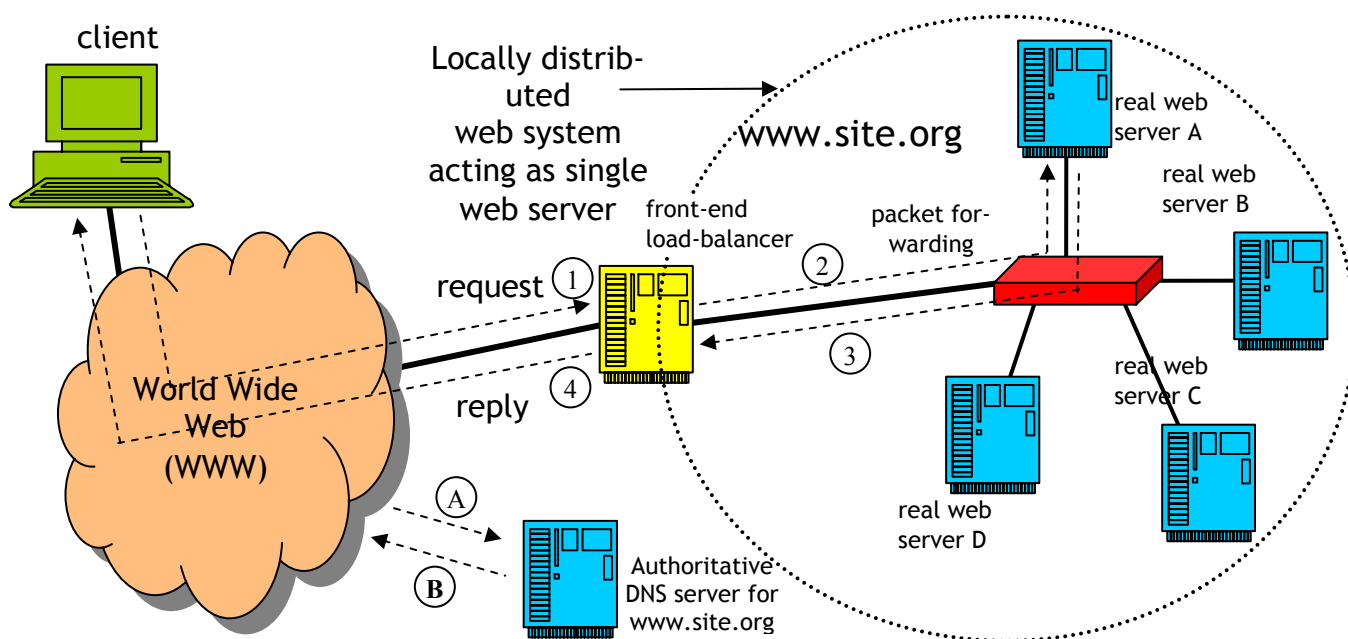 client
Locally distrib-
uted
web system
acting as single
web server
www.site.org
real web
server A
real web
server B
front-end
load-balancer
packet for-
warding
request
1
2
3
4
reply
World Wide
Web
(WWW)
real web
server C
real web
server D
A
B
Authoritative
DNS server for
www.site.org